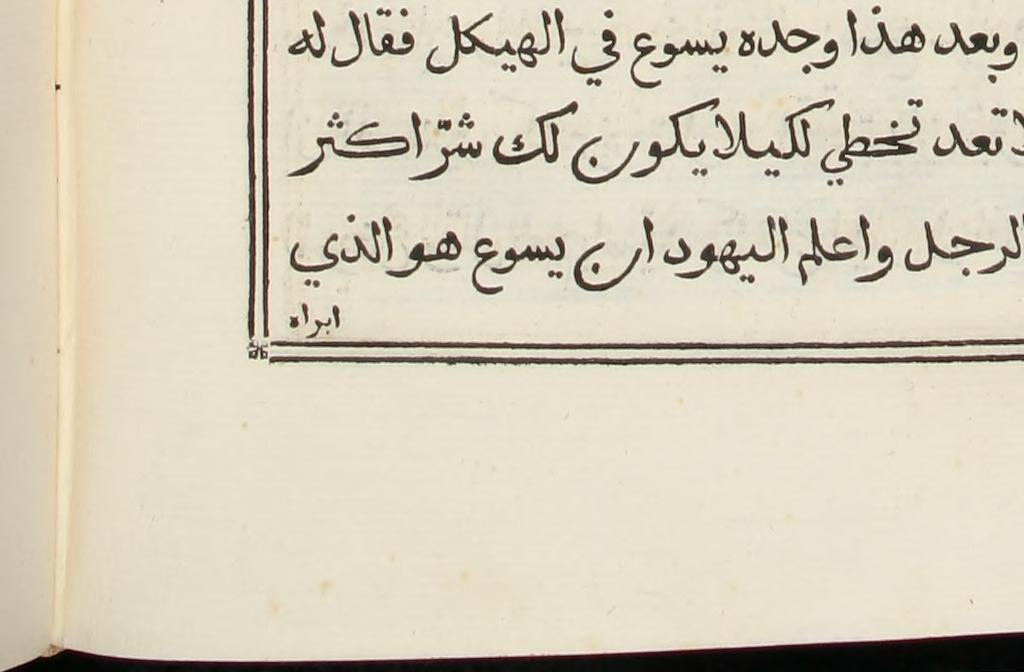 وبعد هذا وجده يسوع في الهيكل فقال له
تعد تخطي لكيلا يكون لك شرّا اكثر
الرجل واعلم اليهود ان يسوع هو الذي
ابراه